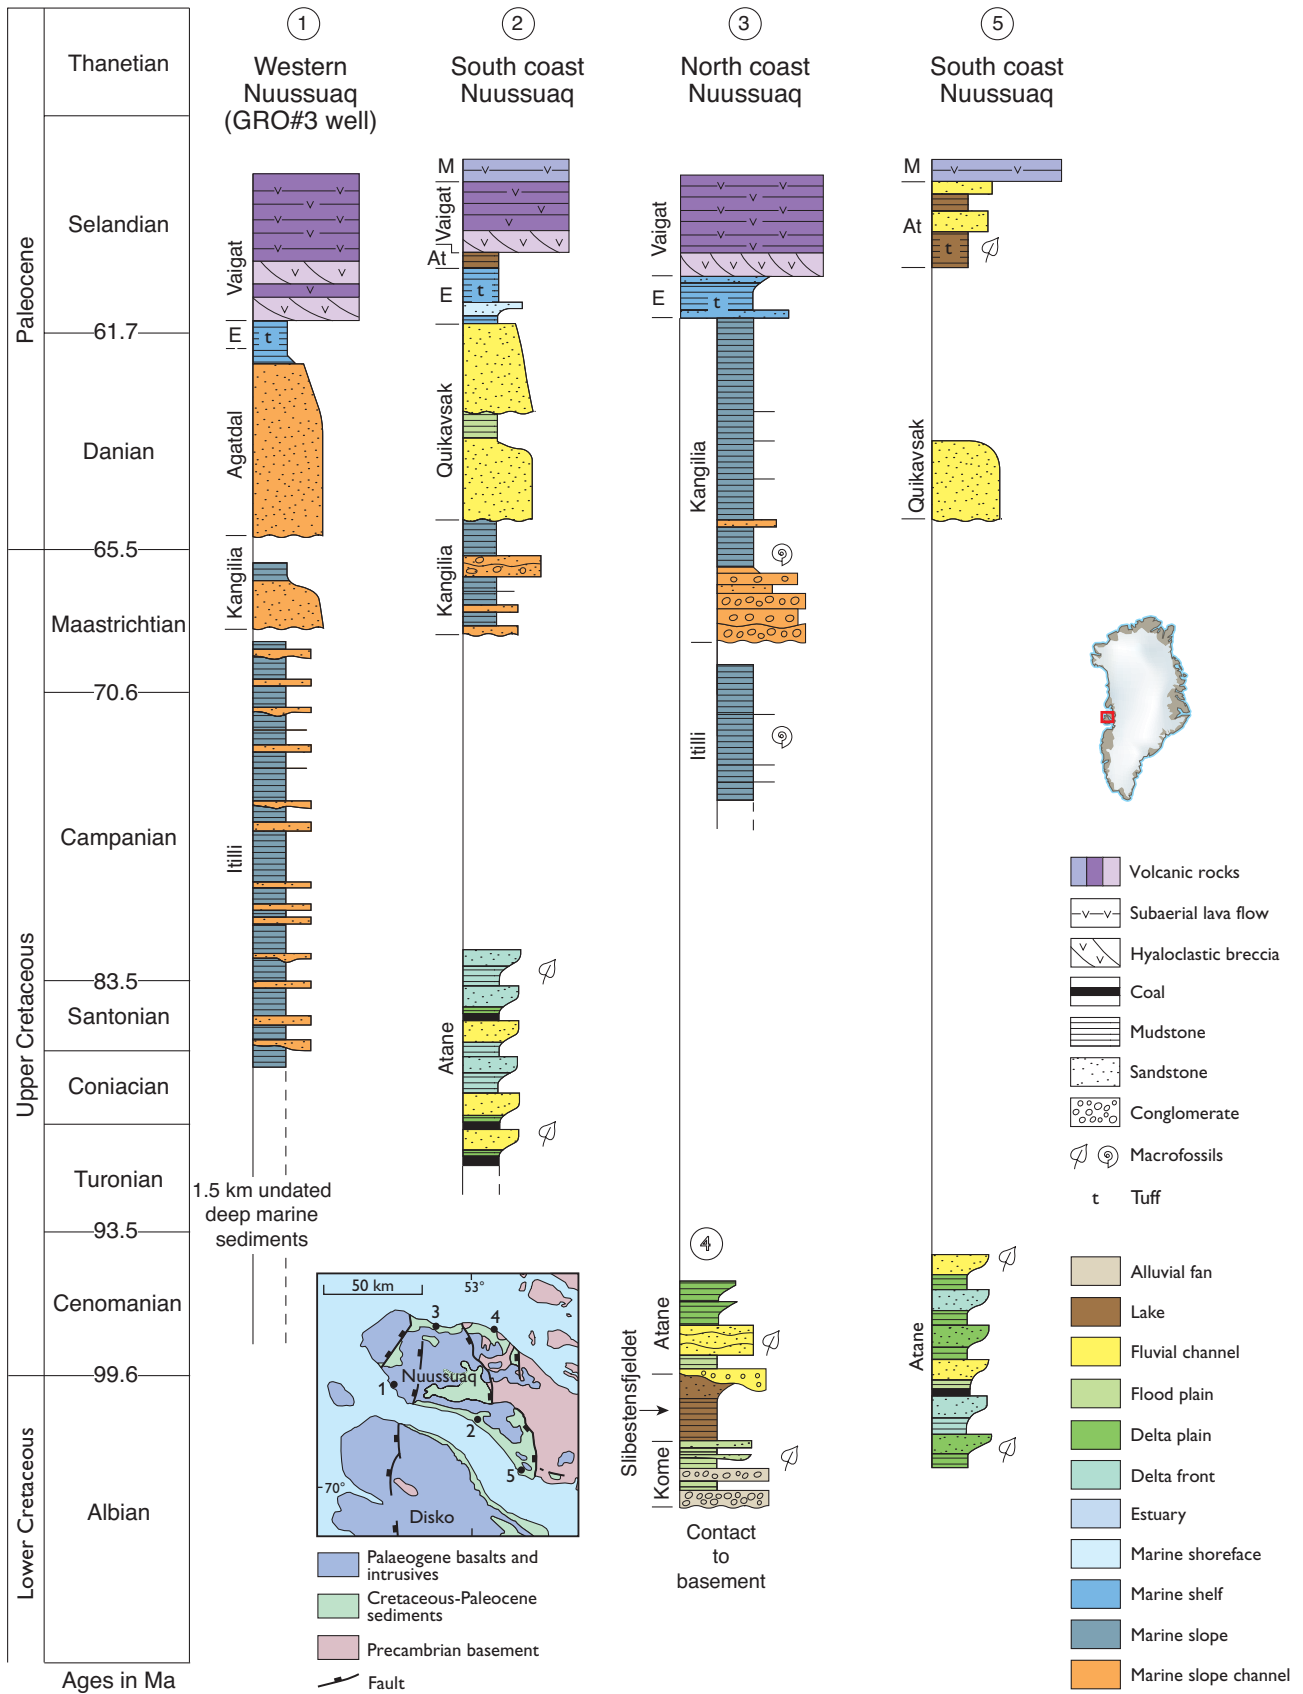 1
2
3
5
Western
Nuussuaq
(GRO#3 well)
South coast
Nuussuaq
North coast
Nuussuaq
South coast
Nuussuaq
Paleocene
Upper Cretaceous
Lower Cretaceous
Thanetian
Selandian
61.7
Danian
65.5
Maastrichtian
70.6
Campanian
83.5
Santonian
Coniacian
Turonian
93.5
Cenomanian
99.6
Albian
Ages in Ma
Vaigat
E
t
Agatdal
Kangilia
Itilli
1.5 km undated
deep marine
sediments
M
Vaigat
At
E
t
Quikavsak
Kangilia
Atane
Vaigat
E
t
Kangilia
Itilli
4
Atane
Slibestensfjeldet
Kome
Contact
to
basement
M
At
t
Quikavsak
Atane
50 km
53°
3
4
Nuussuaq
1
2
5
70°
Disko
Palaeogene basalts and
intrusives
Cretaceous-Paleocene
sediments
Precambrian basement
Fault
Volcanic rocks
Subaerial lava flow
Hyaloclastic breccia
Coal
Mudstone
Sandstone
Conglomerate
Macrofossils
t Tuff
Alluvial fan
Lake
Fluvial channel
Flood plain
Delta plain
Delta front
Estuary
Marine shoreface
Marine shelf
Marine slope
Marine slope channel